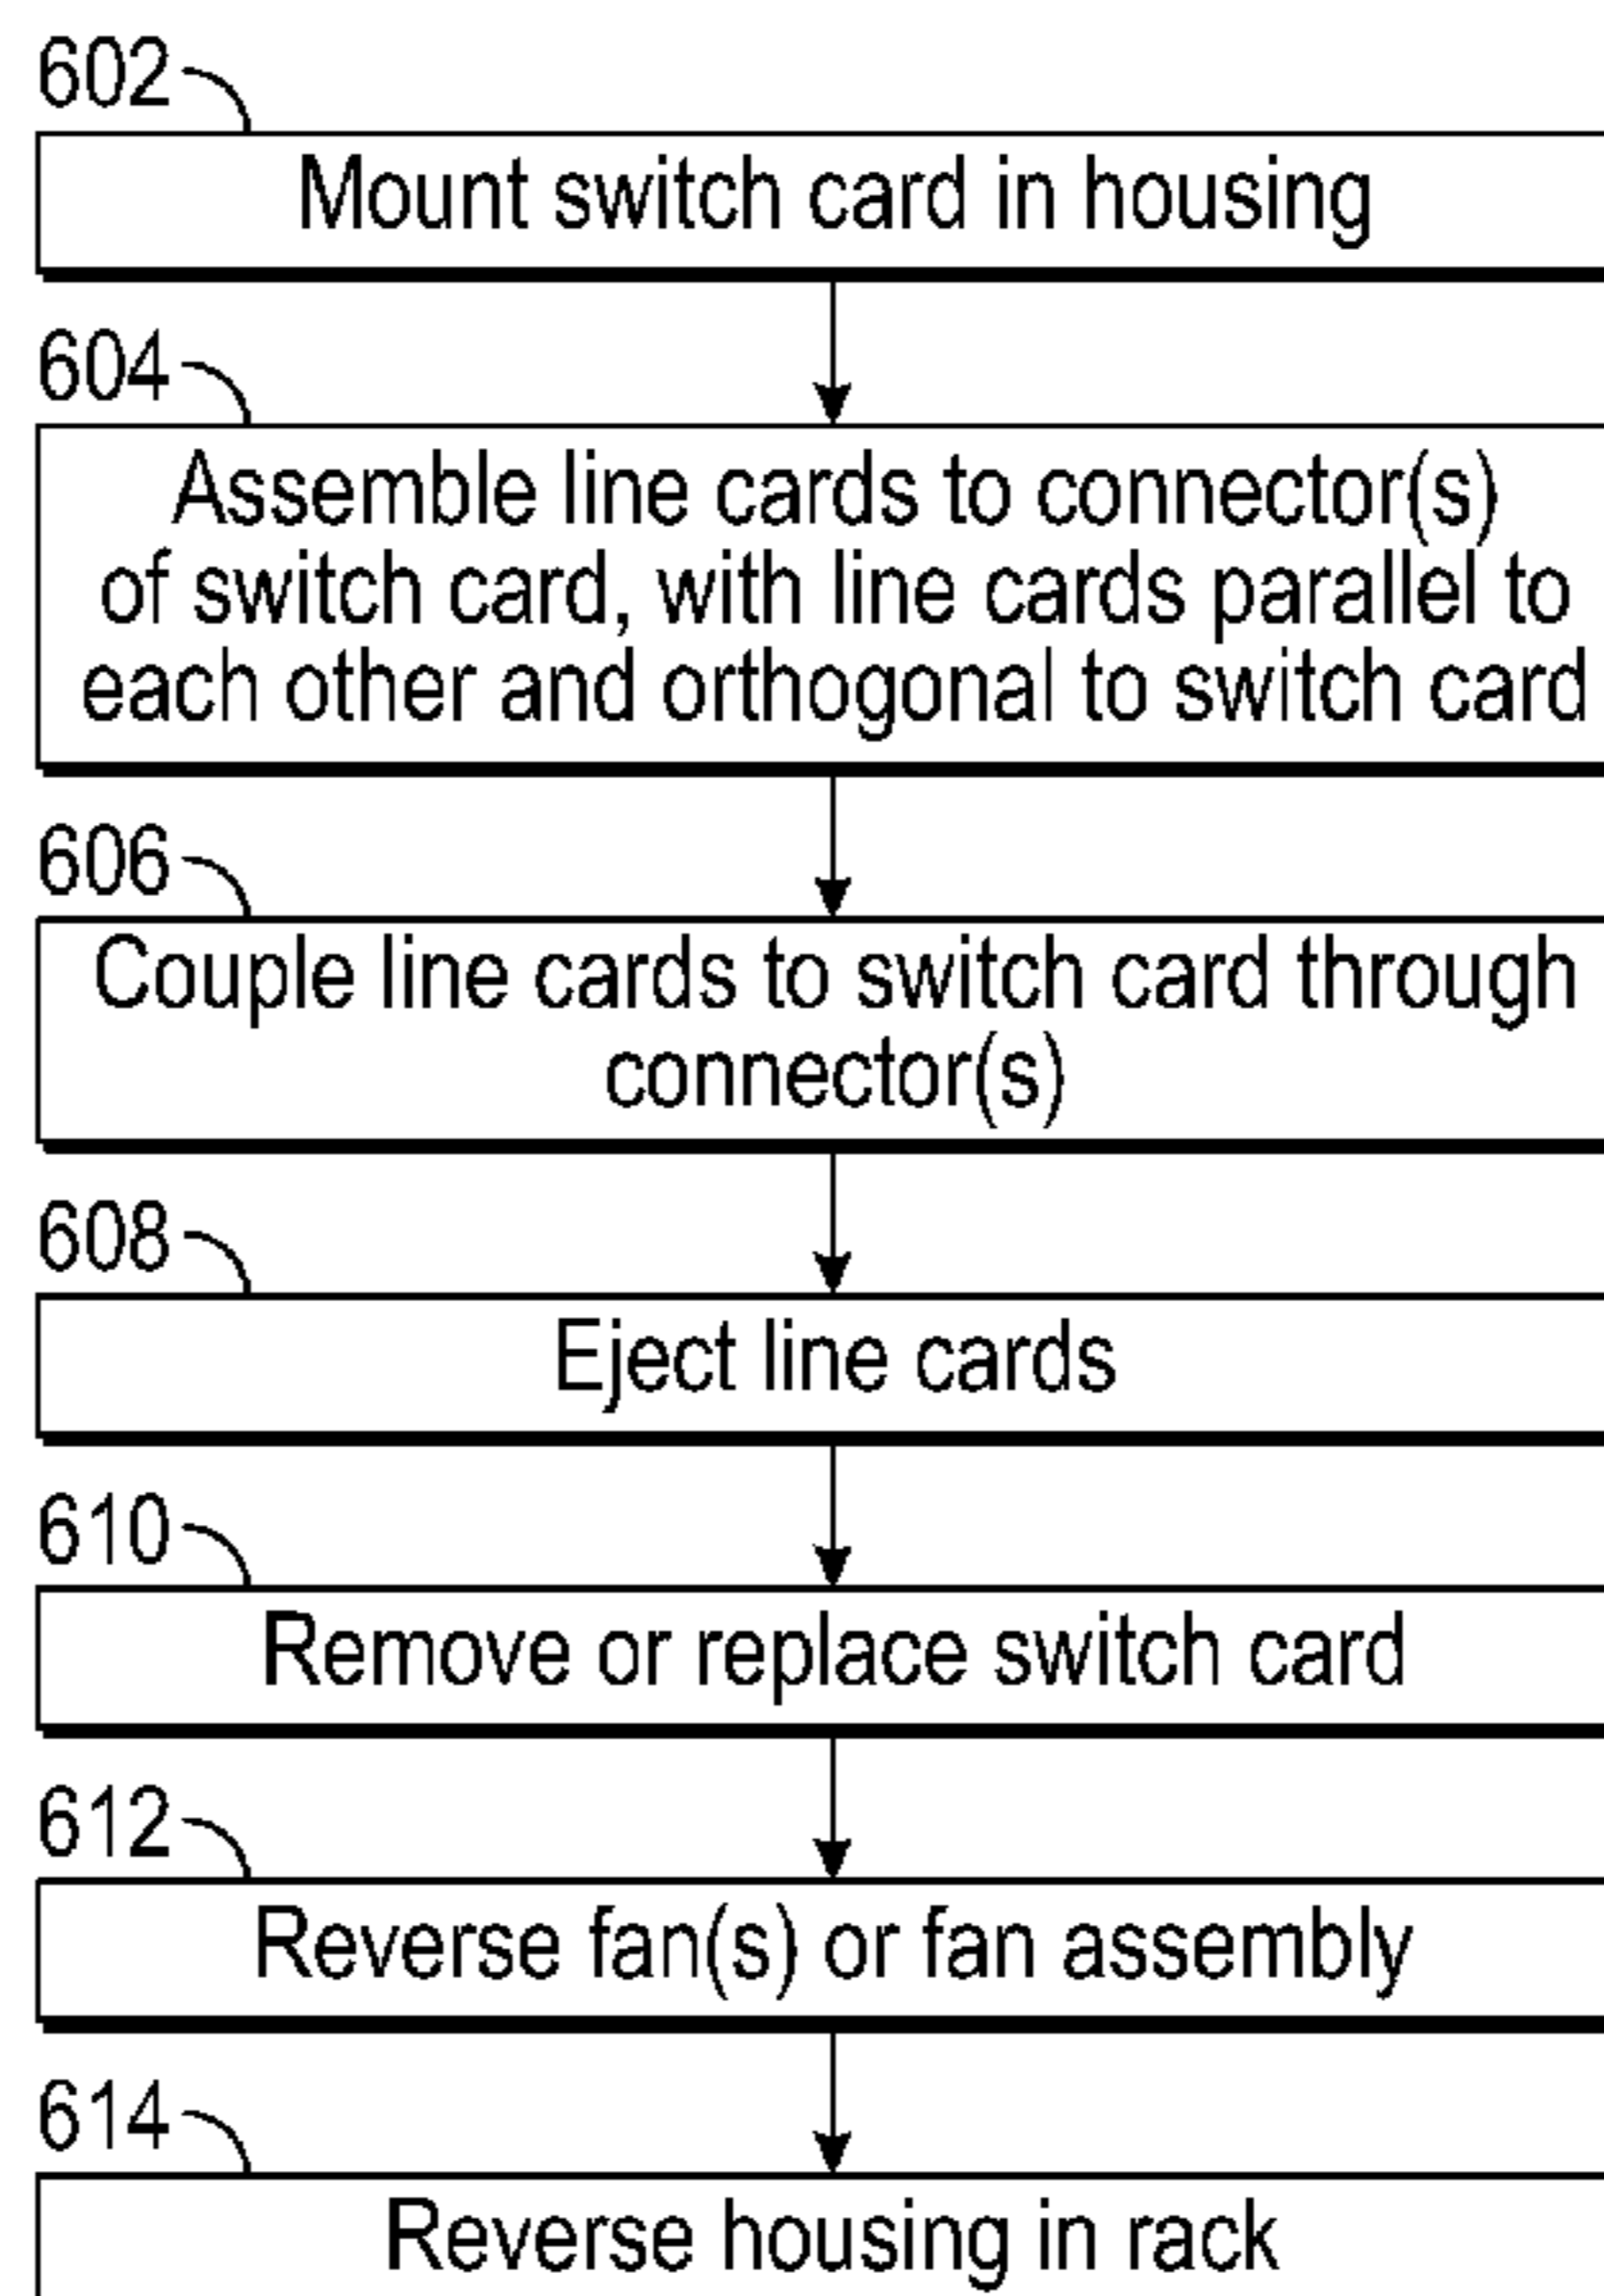 602
Mount switch card in housing
604
Assemble line cards to connector(s)
of switch card, with line cards parallel to
each other and orthogonal to switch card
606
Couple line cards to switch card through
connector(s)
608
Eject line cards
610
Remove or replace switch card
612
Reverse fan(s) or fan assembly
614
Reverse housing in rack